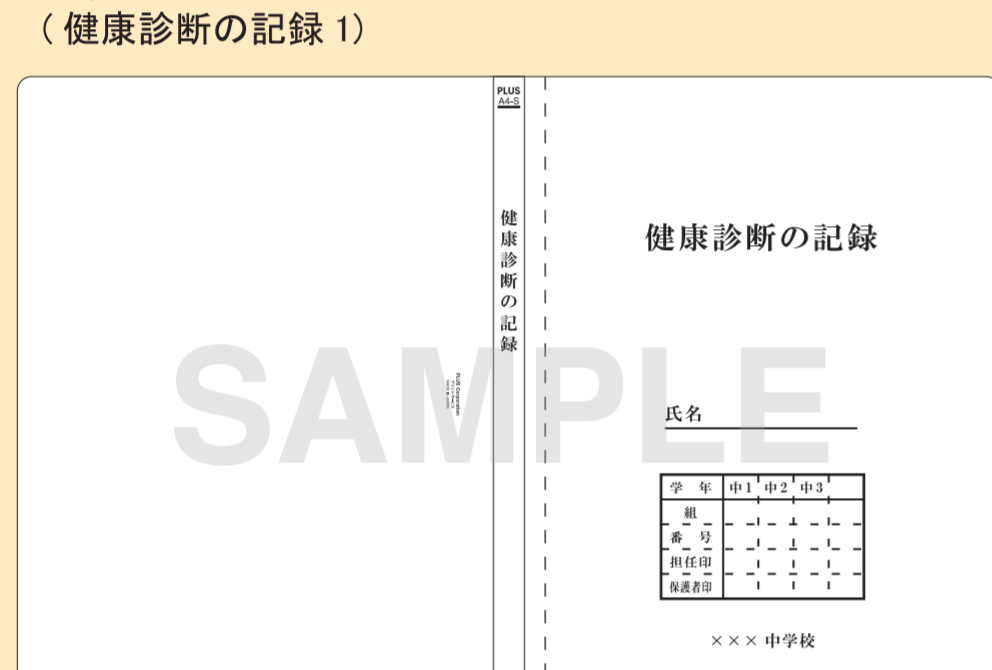 (健康診断の記録1)
PLUS
A4-S
健康診断の記録
PLUS Corporation
健康診断の記録
SAMPLE
氏名
学 年 中1 中2 中3
組
番 号
担任印
保護者印
××× 中学校